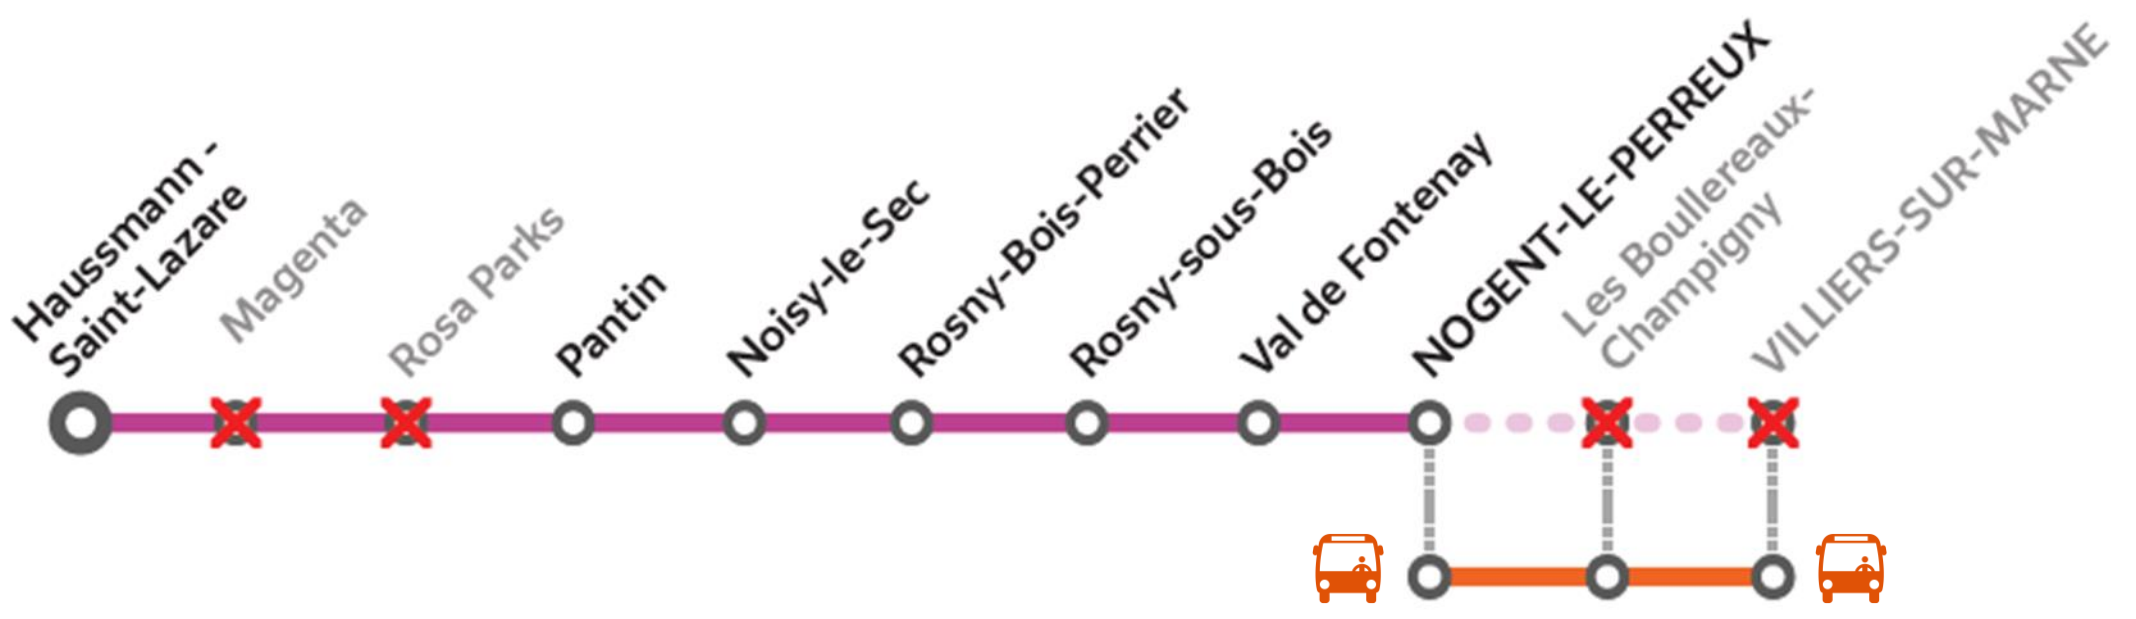 Haussmann -
Saint-Lazare
Magenta
Rosa Parks
Pantin
Noisy-le-Sec
Rosny-Bois-Perrier
Rosny-sous-Bois
Val de Fontenay
NOGENT-LE-PERREUX
Les Boullereaux-
Champigny
VILLIERS-SUR-MARNE